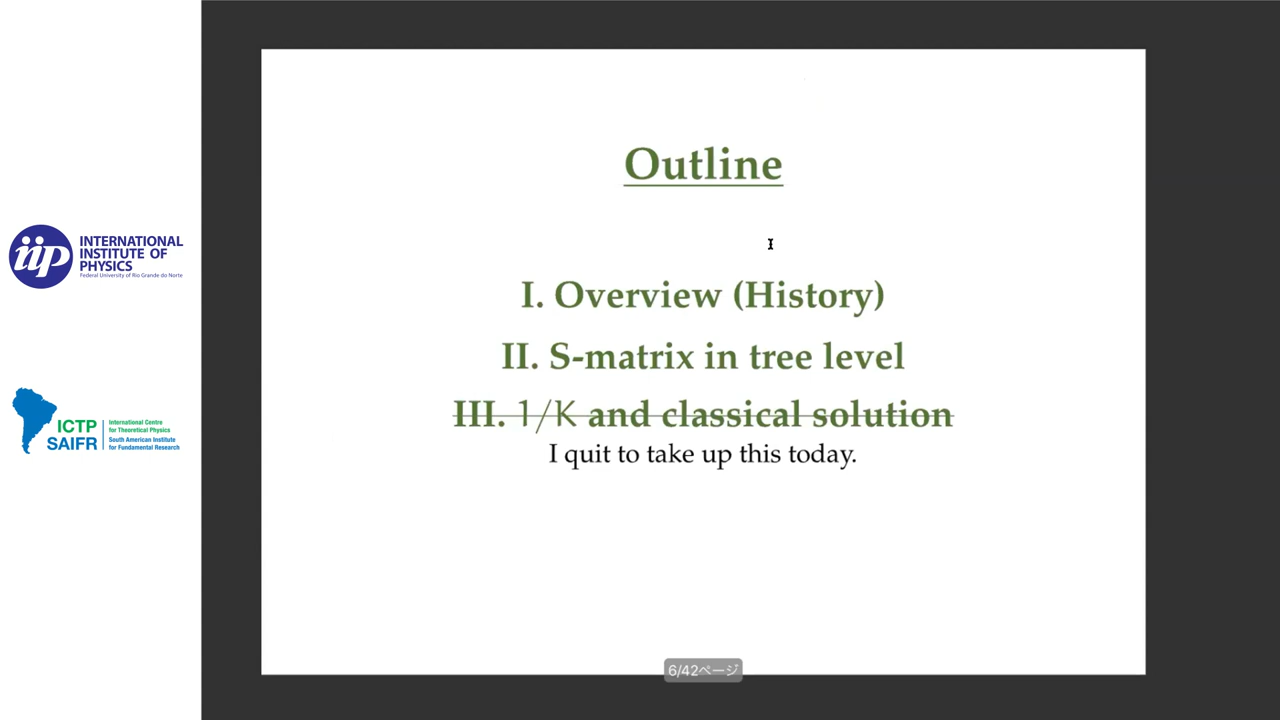 Outline
I. Overview (History)
II. S-matrix in tree level
III. 1/K and classical solution
I quit to take up this today.
6/42ページ
iip
INTERNATIONAL
INSTITUTE OF
PHYSICS
Federal University of Rio Grande do Norte
ICTP
SAIFR
International Centre
for Theoretical Physics
South American Institute
for Fundamental Research